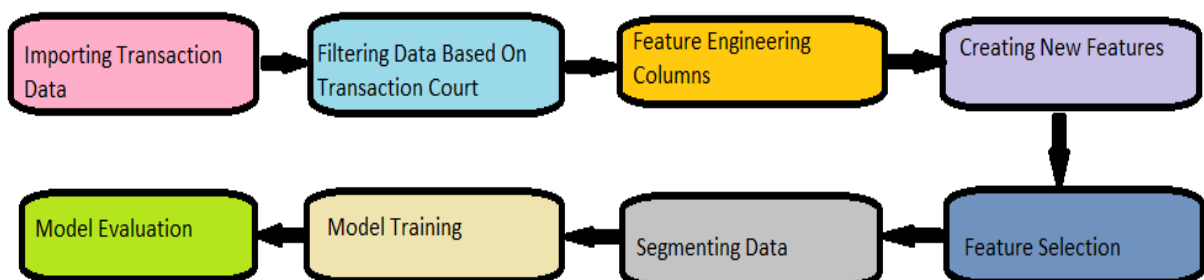 Importing Transaction
Data
Filtering Data Based On
Transaction Court
Feature Engineering
Columns
Creating New Features
Feature Selection
Segmenting Data
Model Training
Model Evaluation